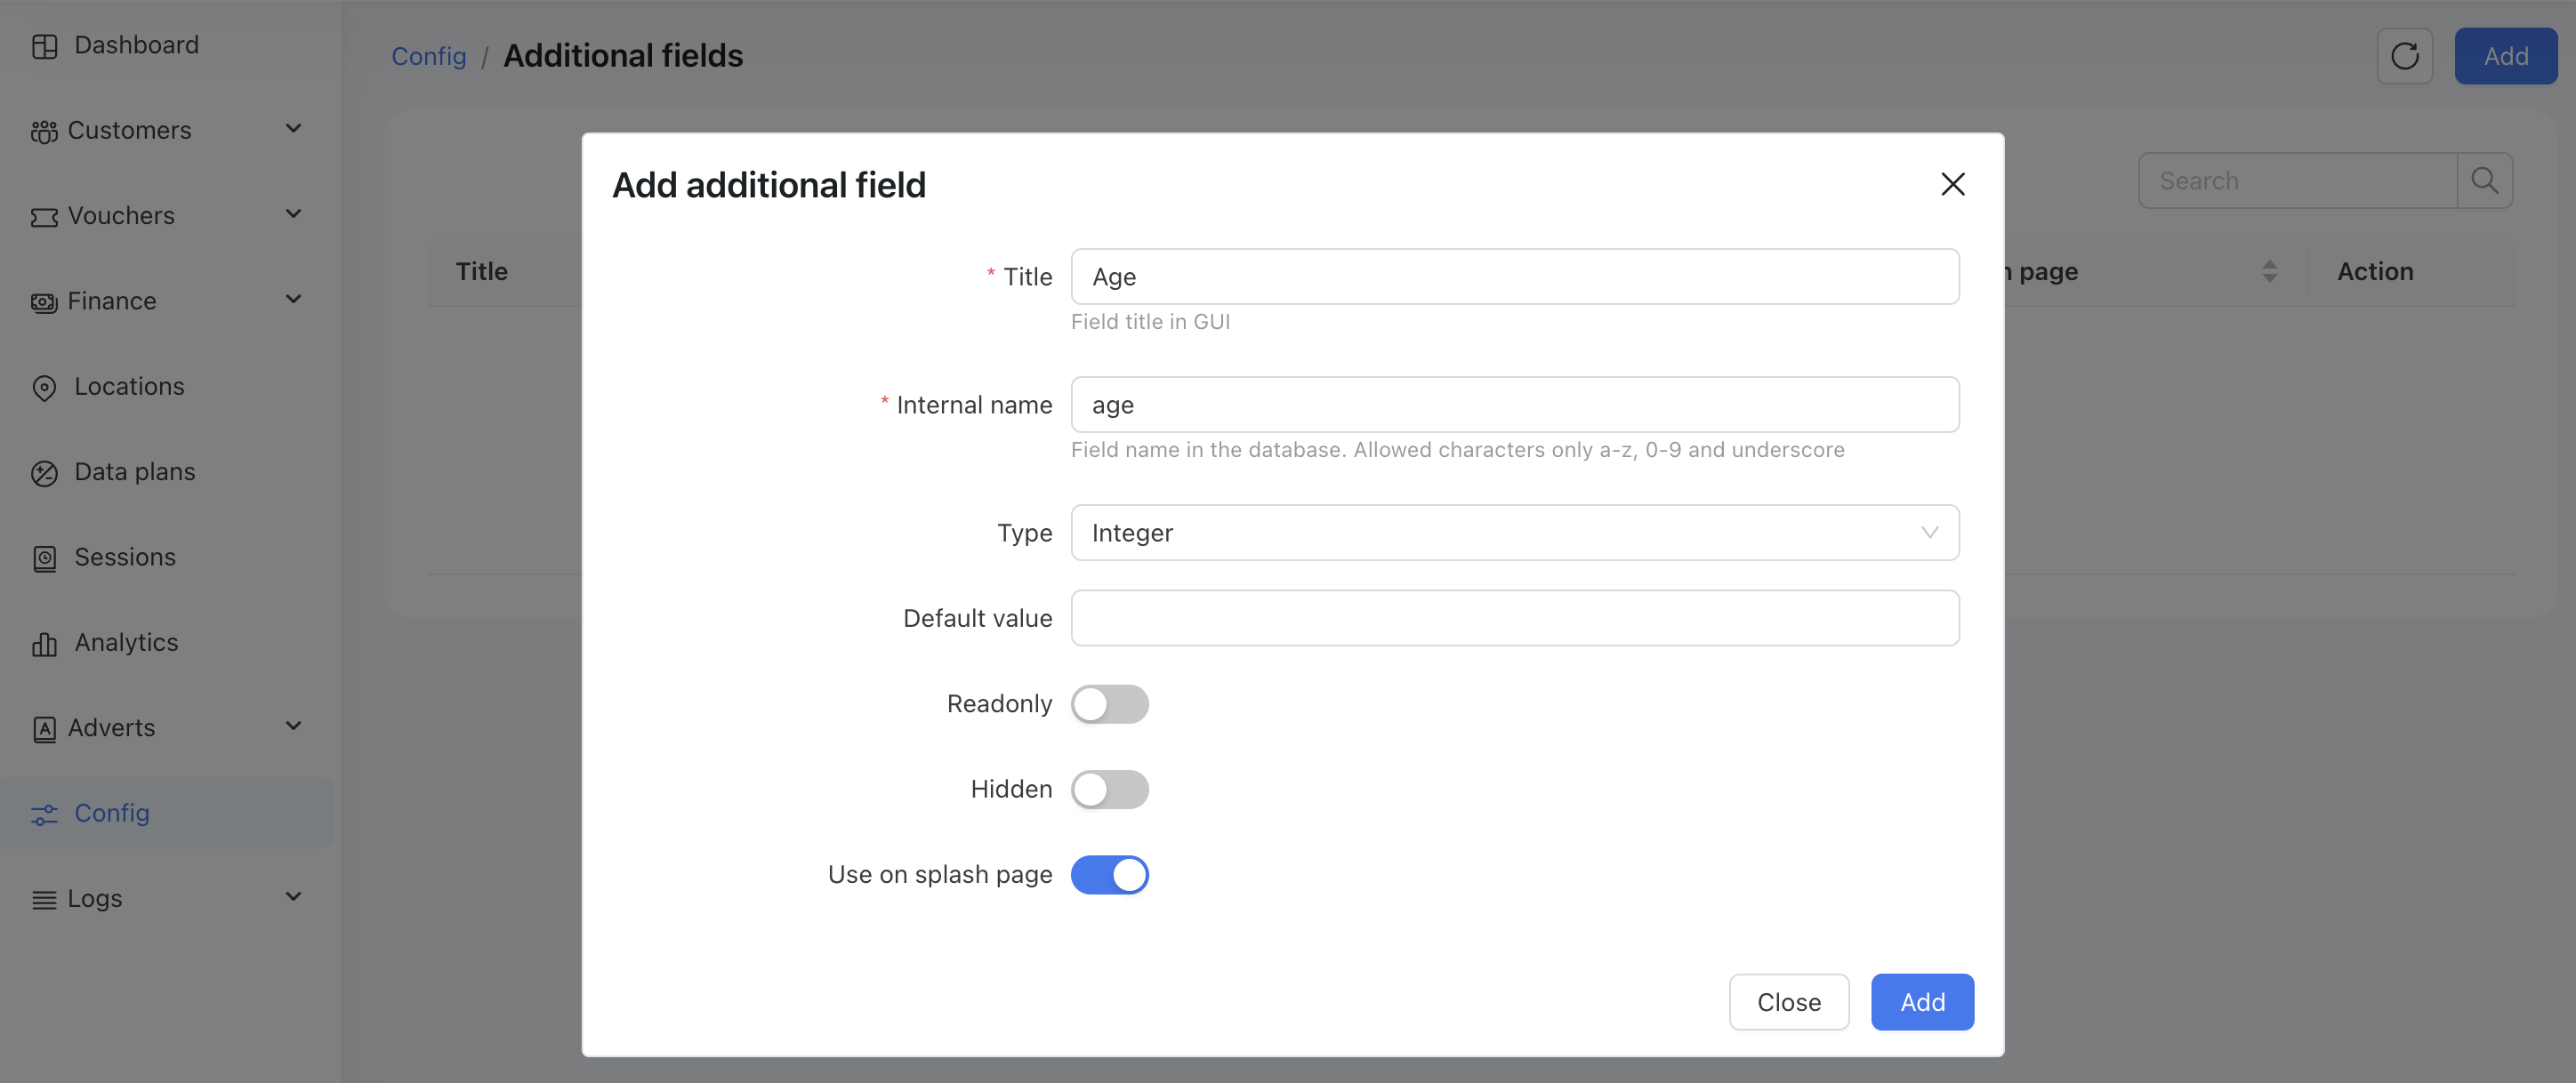 Dashboard
Customers
Vouchers
Finance
Locations
Data plans
Sessions
Analytics
Adverts
Config
Logs
Config / Additional fields
Add
Search
Title
page
Action
Add additional field
* Title
Age
Field title in GUI
* Internal name
age
Field name in the database. Allowed characters only a-z, 0-9 and underscore
Type
Integer
Default value
Readonly
Hidden
Use on splash page
Close
Add